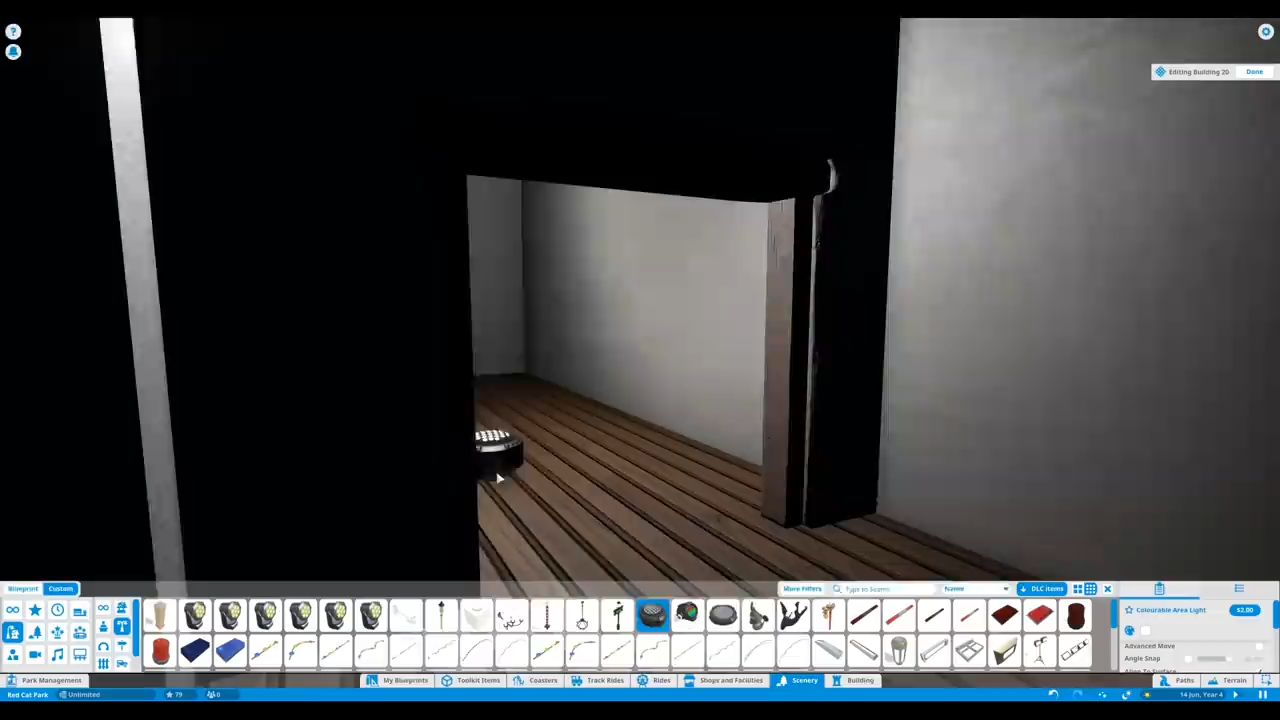 ?
Editing Building 20 Done
Blueprint Custom More Filters Type to Search Name DLC Items
Colourable Area Light $2.00
Advanced Move
Angle Snap
Park Management My Blueprints Toolkit Items Coasters Track Rides Rides Shops and Facilities Scenery Building Paths Terrain
Red Cat Park Unlimited 79 0 14 Jun, Year 4